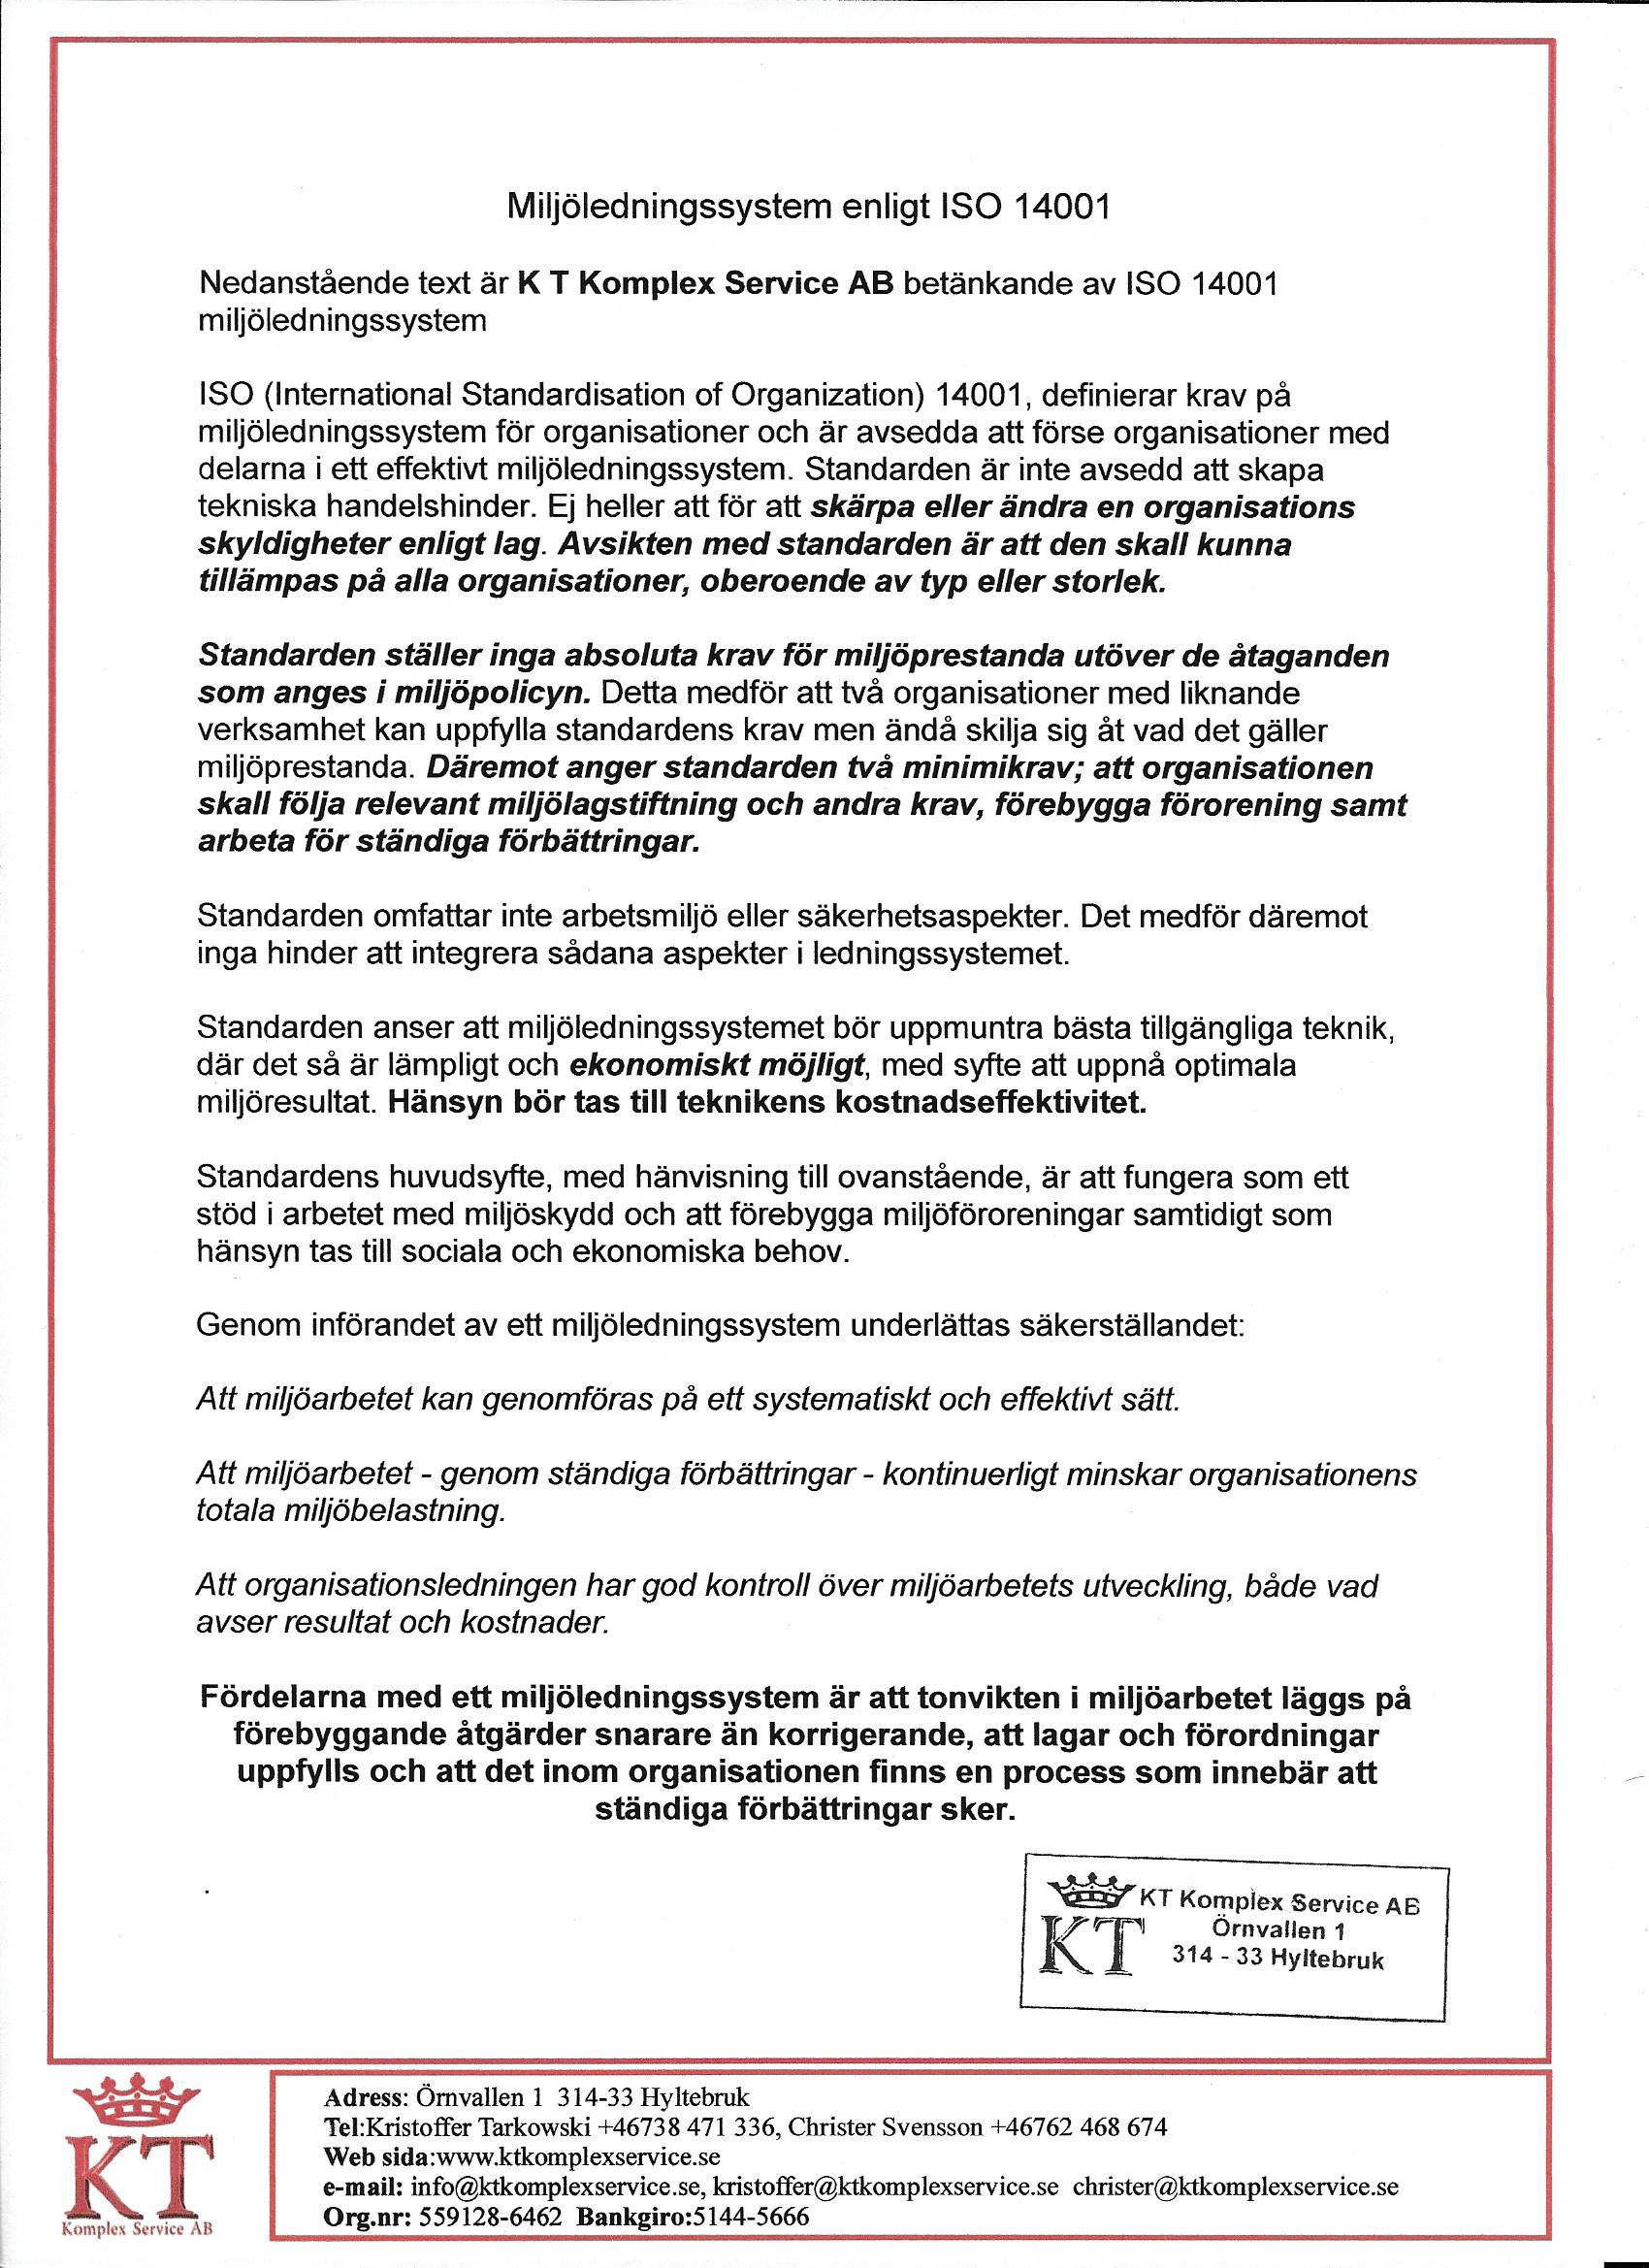 Miljöledningssystem enligt ISO 14001
Nedanstående text är K T Komplex Service AB betänkande av ISO 14001
miljöledningssystem
ISO (International Standardisation of Organization) 14001, definierar krav på
miljöledningssystem för organisationer och är avsedda att förse organisationer med
delarna i ett effektivt miljöledningssystem. Standarden är inte avsedd att skapa
tekniska handelshinder. Ej heller att för att skärpa eller ändra en organisations
skyldigheter enligt lag. Avsikten med standarden är att den skall kunna
tillämpas på alla organisationer, oberoende av typ eller storlek.
Standarden ställer inga absoluta krav för miljöprestanda utöver de åtaganden
som anges i miljöpolicyn. Detta medför att två organisationer med liknande
verksamhet kan uppfylla standardens krav men ändå skilja sig åt vad det gäller
miljöprestanda. Däremot anger standarden två minimikrav; att organisationen
skall följa relevant miljölagstiftning och andra krav, förebygga förorening samt
arbeta för ständiga förbättringar.
Standarden omfattar inte arbetsmiljö eller säkerhetsaspekter. Det medför däremot
inga hinder att integrera sådana aspekter i ledningssystemet.
Standarden anser att miljöledningssystemet bör uppmuntra bästa tillgängliga teknik,
där det så är lämpligt och ekonomiskt möjligt, med syfte att uppnå optimala
miljöresultat. Hänsyn bör tas till teknikens kostnadseffektivitet.
Standardens huvudsyfte, med hänvisning till ovanstående, är att fungera som ett
stöd i arbetet med miljöskydd och att förebygga miljöföroreningar samtidigt som
hänsyn tas till sociala och ekonomiska behov.
Genom införandet av ett miljöledningssystem underlättas säkerställandet:
Att miljöarbetet kan genomföras på ett systematiskt och effektivt sätt.
Att miljöarbetet - genom ständiga förbättringar - kontinuerligt minskar organisationens
totala miljöbelastning.
Att organisationsledningen har god kontroll över miljöarbetets utveckling, både vad
avser resultat och kostnader.
Fördelarna med ett miljöledningssystem är att tonvikten i miljöarbetet läggs på
förebyggande åtgärder snarare än korrigerande, att lagar och förordningar
uppfylls och att det inom organisationen finns en process som innebär att
ständiga förbättringar sker.
KT KT Komplex Service AB
Örnvallen 1
314 - 33 Hyltebruk
KT
Komplex Service AB
Adress: Örnvallen 1 314-33 Hyltebruk
Tel:Kristoffer Tarkowski +46738 471 336, Christer Svensson +46762 468 674
Web sida:www.ktkomplexservice.se
e-mail: info@ktkomplexservice.se, kristoffer@ktkomplexservice.se christer@ktkomplexservice.se
Org.nr: 559128-6462 Bankgiro:5144-5666